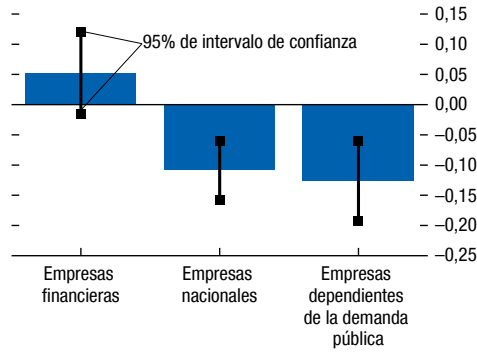 0,15
0,10
95% de intervalo de confianza
0,05
0,00
–0,05
–0,10
–0,15
–0,20
–0,25
Empresas
financieras
Empresas
nacionales
Empresas
dependientes
de la demanda
pública